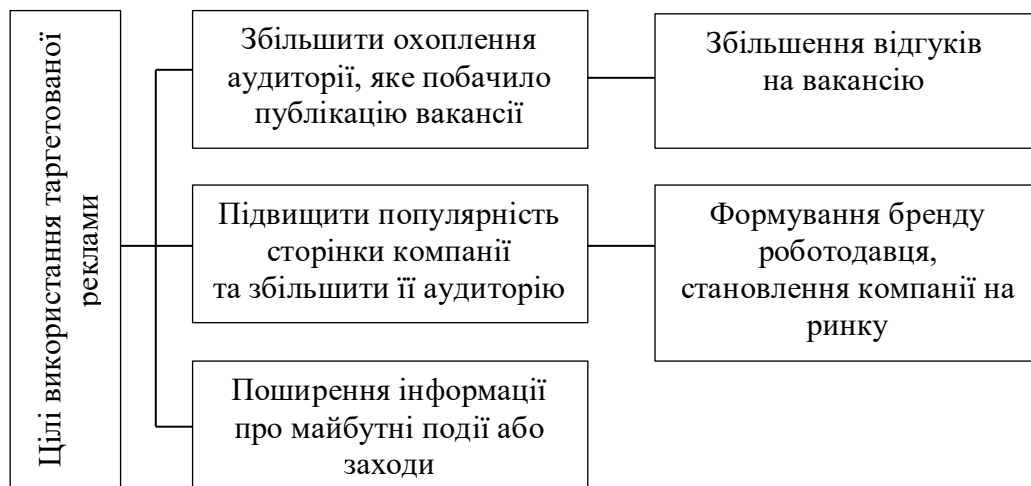 Цілі використання таргетованої
реклами
Збільшити охоплення
аудиторії, яке побачило
публікацію вакансії
Збільшення відгуків
на вакансію
Підвищити популярність
сторінки компанії
та збільшити її аудиторію
Формування бренду
роботодавця,
становлення компанії на
ринку
Поширення інформації
про майбутні події або
заходи